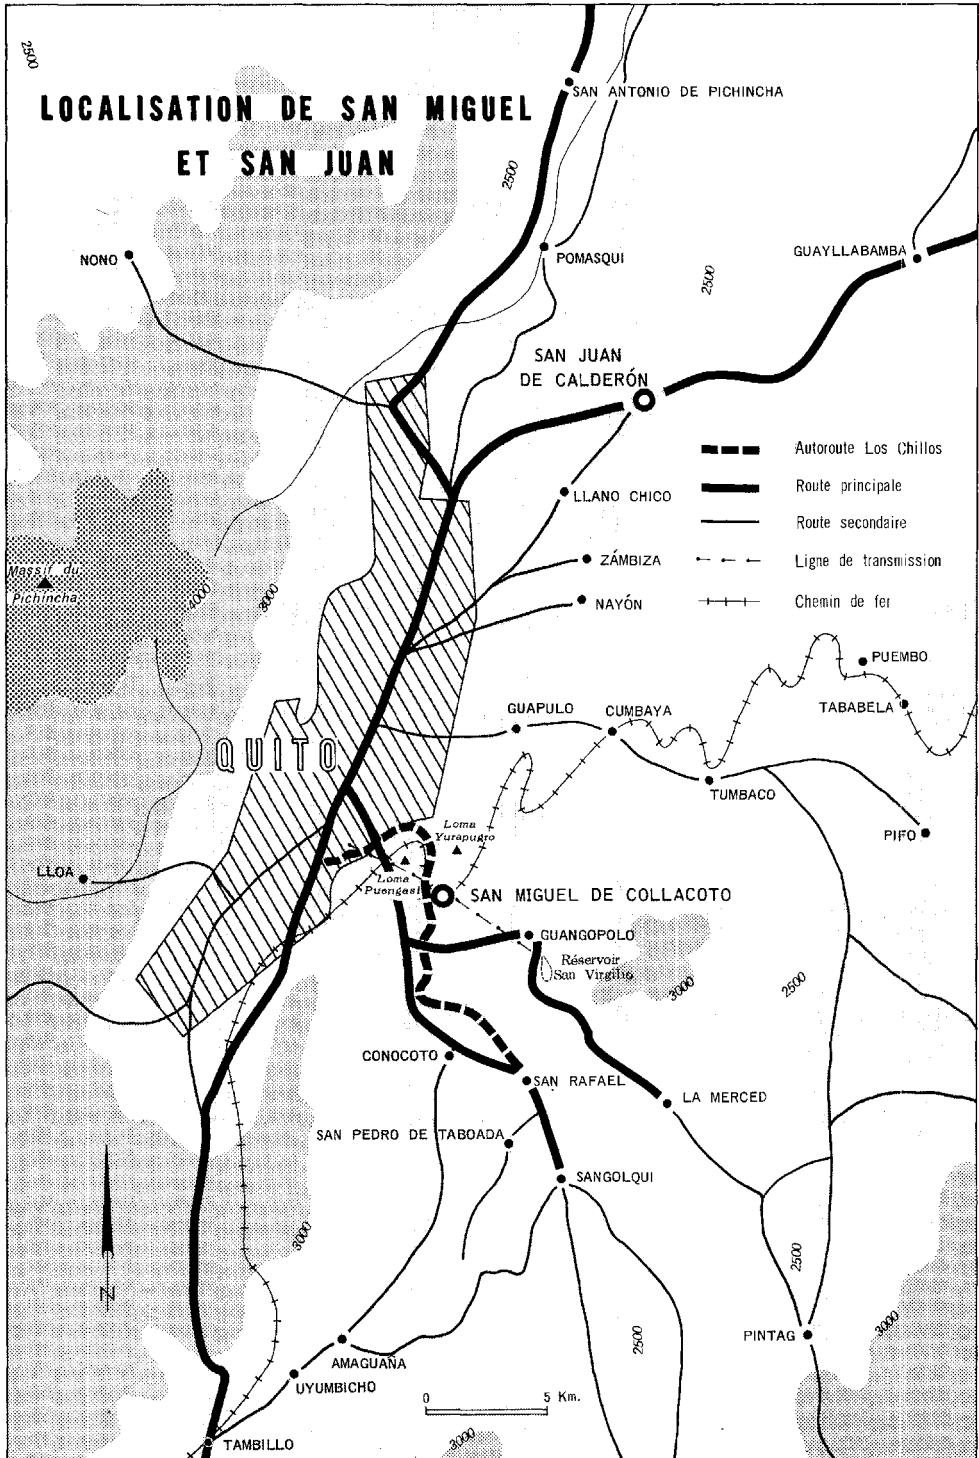 2500
LOCALISATION DE SAN MIGUEL
ET SAN JUAN
SAN ANTONIO DE PICHINCHA
2500
NONO
POMASQUI
GUAYLLABAMBA
2500
SAN JUAN
DE CALDERÓN
Autoroute Los Chillos
Route principale
LLANO CHICO
Route secondaire
ZÁMBIZA
Ligne de transmission
Massif du
Pichincha
4000
3000
NAYÓN
Chemin de fer
PUEMBO
TABABELA
GUAPULO
CUMBAYA
QUITO
TUMBACO
Loma
Yurapugro
PIFO
LLOA
Loma
Puengasi
SAN MIGUEL DE COLLACOTO
GUANGOPOLO
Réservoir
San Virgilio
3000
2500
CONOCOTO
SAN RAFAEL
LA MERCED
SAN PEDRO DE TABOADA
SANGOLQUI
3000
2500
N
2500
3000
PINTAG
AMAGUAÑA
UYUMBICHO
0 5 Km.
TAMBILLO
3000